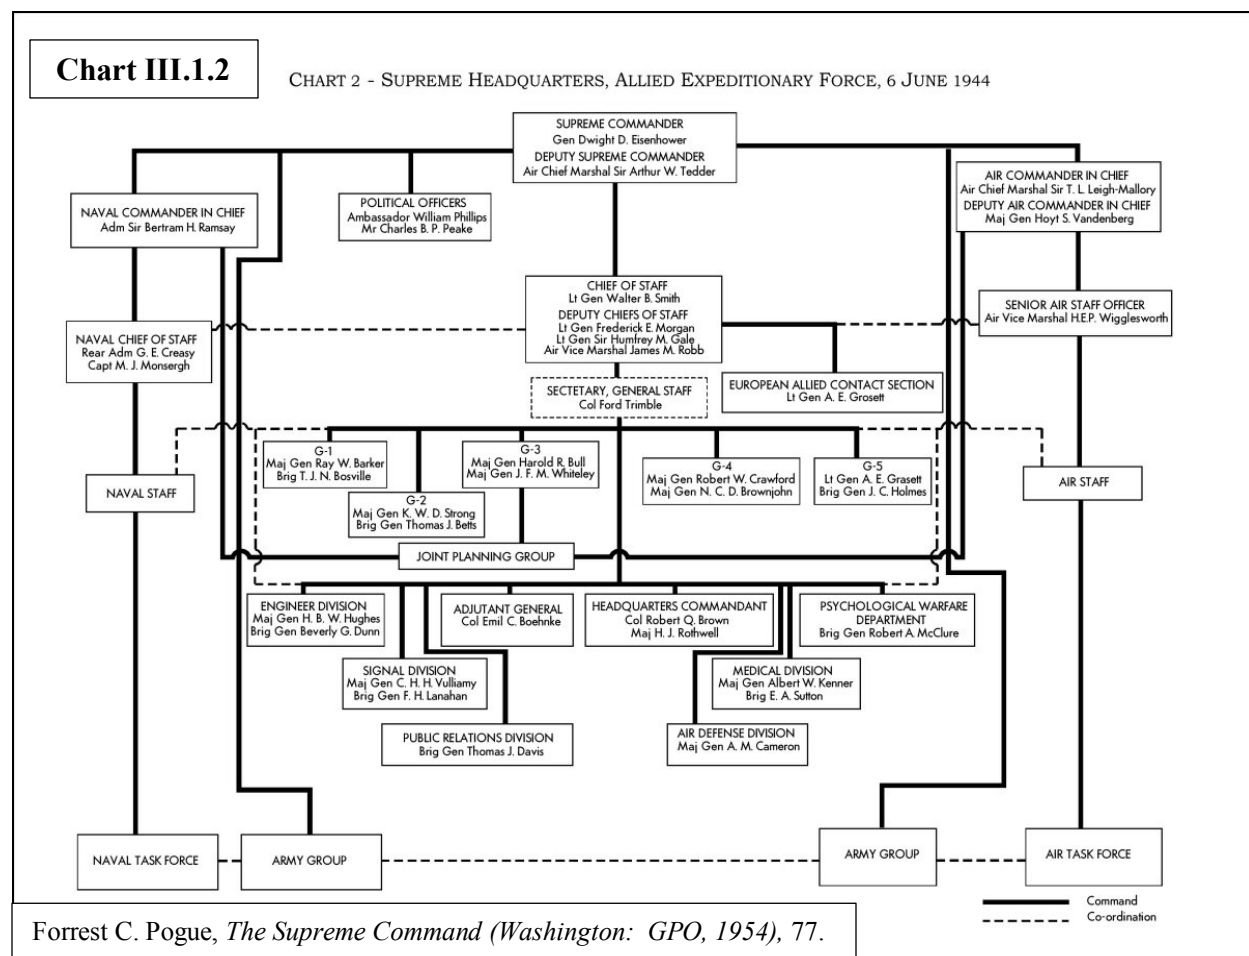 Chart III.1.2
CHART 2 - SUPREME HEADQUARTERS, ALLIED EXPEDITIONARY FORCE, 6 JUNE 1944
SUPREME COMMANDER
Gen Dwight D. Eisenhower
DEPUTY SUPREME COMMANDER
Air Chief Marshal Sir Arthur W. Tedder
NAVAL COMMANDER IN CHIEF
Adm Sir Bertram H. Ramsay
POLITICAL OFFICERS
Ambassador William Phillips
Mr Charles B. P. Peake
AIR COMMANDER IN CHIEF
Air Chief Marshal Sir T. L. Leigh-Mallory
DEPUTY AIR COMMANDER IN CHIEF
Maj Gen Hoyt S. Vandenberg
CHIEF OF STAFF
Lt Gen Walter B. Smith
DEPUTY CHIEFS OF STAFF
Lt Gen Frederick E. Morgan
Lt Gen Sir Humfrey M. Gale
Air Vice Marshal James M. Robb
SENIOR AIR STAFF OFFICER
Air Vice Marshal H.E.P. Wigglesworth
NAVAL CHIEF OF STAFF
Rear Adm G. E. Creasy
Capt M. J. Monsergh
SECTETARY, GENERAL STAFF
Col Ford Trimble
EUROPEAN ALLIED CONTACT SECTION
Lt Gen A. E. Grosett
G-1
Maj Gen Ray W. Barker
Brig T. J. N. Bosville
G-2
Maj Gen K. W. D. Strong
Brig Gen Thomas J. Betts
G-3
Maj Gen Harold R. Bull
Maj Gen J. F. M. Whiteley
G-4
Maj Gen Robert W. Crawford
Maj Gen N. C. D. Brownjohn
G-5
Lt Gen A. E. Grasett
Brig Gen J. C. Holmes
NAVAL STAFF
AIR STAFF
JOINT PLANNING GROUP
ENGINEER DIVISION
Maj Gen H. B. W. Hughes
Brig Gen Beverly G. Dunn
ADJUTANT GENERAL
Col Emil C. Boehnke
HEADQUARTERS COMMANDANT
Col Robert Q. Brown
Maj H. J. Rothwell
PSYCHOLOGICAL WARFARE
DEPARTMENT
Brig Gen Robert A. McClure
SIGNAL DIVISION
Maj Gen C. H. H. Vulliamy
Brig Gen F. H. Lanahan
MEDICAL DIVISION
Maj Gen Albert W. Kenner
Brig E. A. Sutton
PUBLIC RELATIONS DIVISION
Brig Gen Thomas J. Davis
AIR DEFENSE DIVISION
Maj Gen A. M. Cameron
NAVAL TASK FORCE
ARMY GROUP
ARMY GROUP
AIR TASK FORCE
Command
Co-ordination
Forrest C. Pogue, The Supreme Command (Washington: GPO, 1954), 77.